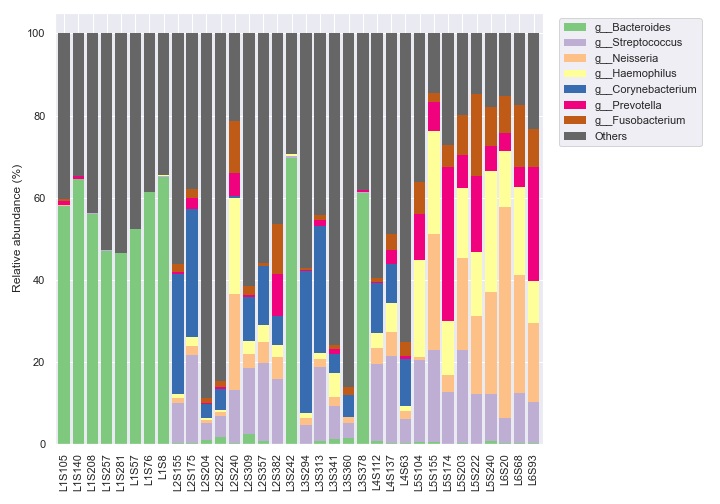 g__Bacteroides
g__Streptococcus
g__Neisseria
g__Haemophilus
g__Corynebacterium
g__Prevotella
g__Fusobacterium
Others
Relative abundance (%)
100
80
60
40
20
0
L1S105
L1S140
L1S208
L1S257
L1S281
L1S57
L1S76
L1S8
L2S155
L2S175
L2S204
L2S222
L2S240
L2S309
L2S357
L2S382
L3S242
L3S294
L3S313
L3S341
L3S360
L3S378
L4S112
L4S137
L4S63
L5S104
L5S155
L5S174
L5S203
L5S222
L5S240
L6S20
L6S68
L6S93